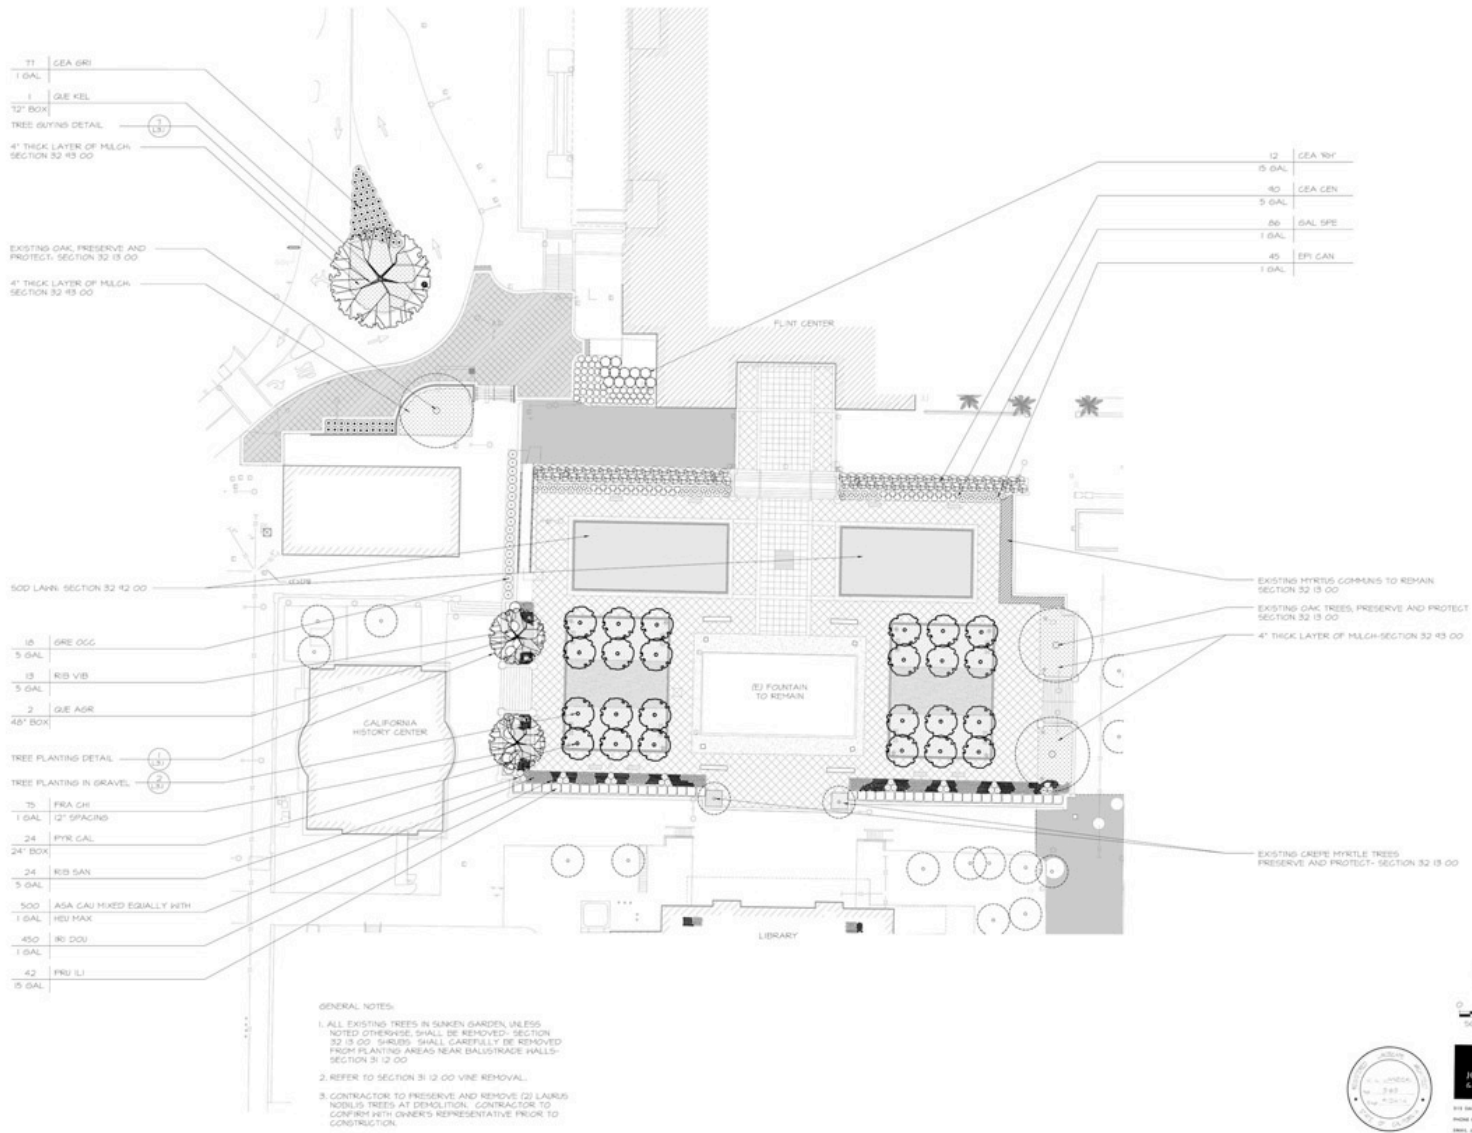 77 CEA GRI
1 GAL
1 QUE KEL
72" BOX
TREE GUYING DETAIL
4" THICK LAYER OF MULCH:
SECTION 32 93 00
EXISTING OAK, PRESERVE AND
PROTECT: SECTION 32 13 00
4" THICK LAYER OF MULCH:
SECTION 32 93 00
SOD LAWN: SECTION 32 92 00
18 GRE OCC
5 GAL
13 RIB VIB
5 GAL
2 QUE AGR
48" BOX
TREE PLANTING DETAIL
TREE PLANTING IN GRAVEL
75 FRA CHI
1 GAL 12" SPACING
24 PYR CAL
24" BOX
24 RIB SAN
5 GAL
500 ASA CAU MIXED EQUALLY WITH
1 GAL HEU MAX
450 IRI DOU
1 GAL
42 PRU ILI
15 GAL
12 CEA
15 GAL
90 CEA CEN
5 GAL
86 GAL SPE
1 GAL
45 EPI CAN
1 GAL
FLINT CENTER
EXISTING MYRTUS COMMUNIS TO REMAIN
SECTION 32 13 00
EXISTING OAK TREES, PRESERVE AND PROTECT
SECTION 32 13 00
4" THICK LAYER OF MULCH-SECTION 32 93 00
(E) FOUNTAIN
TO REMAIN
CALIFORNIA
HISTORY CENTER
EXISTING CREPE MYRTLE TREES
PRESERVE AND PROTECT- SECTION 32 13 00
LIBRARY
GENERAL NOTES:
1. ALL EXISTING TREES IN SUNKEN GARDEN, UNLESS
NOTED OTHERWISE, SHALL BE REMOVED- SECTION
32 13 00 SHRUBS SHALL CAREFULLY BE REMOVED
FROM PLANTING AREAS NEAR BALUSTRADE WALLS-
SECTION 31 12 00
2. REFER TO SECTION 31 12 00 VINE REMOVAL.
3. CONTRACTOR TO PRESERVE AND REMOVE (2) LAURUS
NOBILIS TREES AT DEMOLITION. CONTRACTOR TO
CONFIRM WITH OWNER'S REPRESENTATIVE PRIOR TO
CONSTRUCTION.